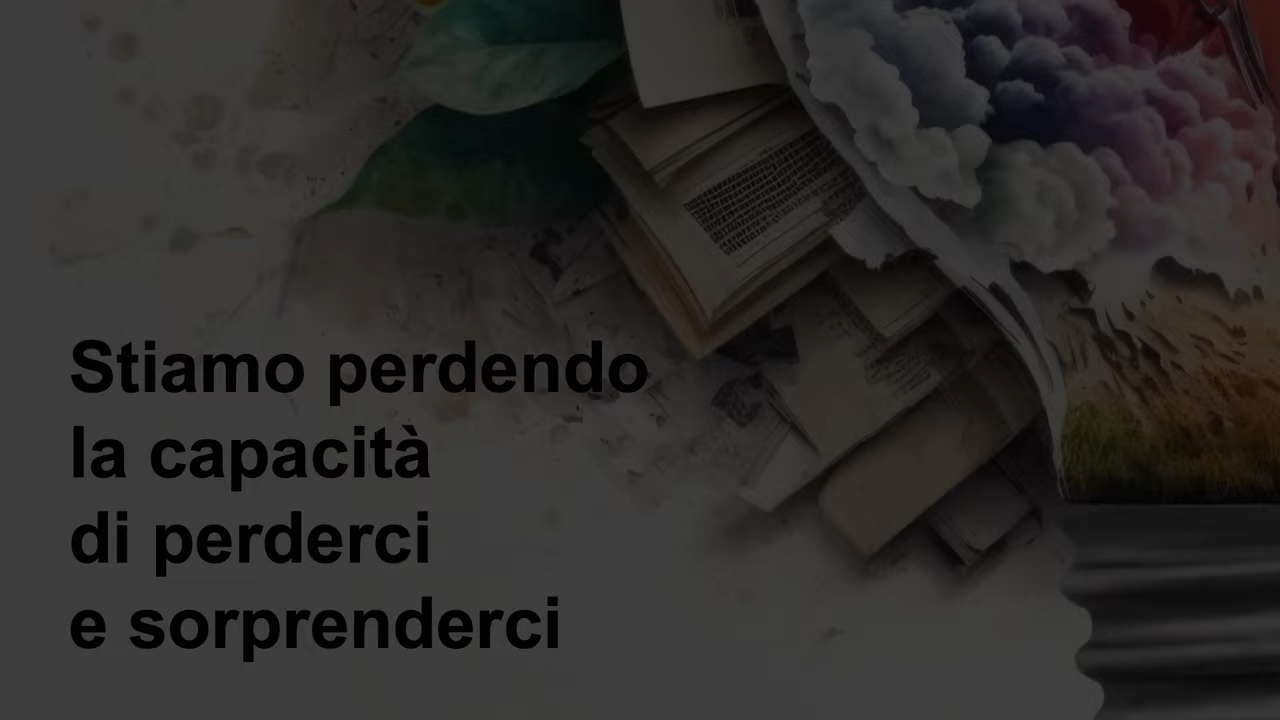 Stiamo perdendo
la capacità
di perderci
e sorprenderci